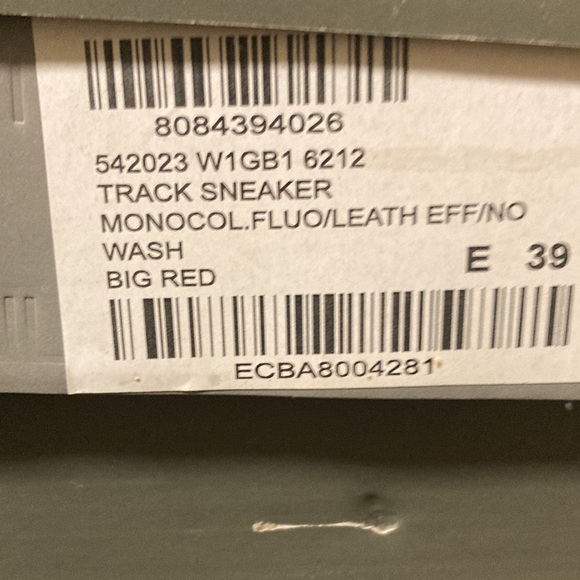 8084394026
542023 W1GB1 6212
TRACK SNEAKER
MONOCOL.FLUO/LEATH EFF/NO
WASH
BIG RED
E 39
ECBA8004281